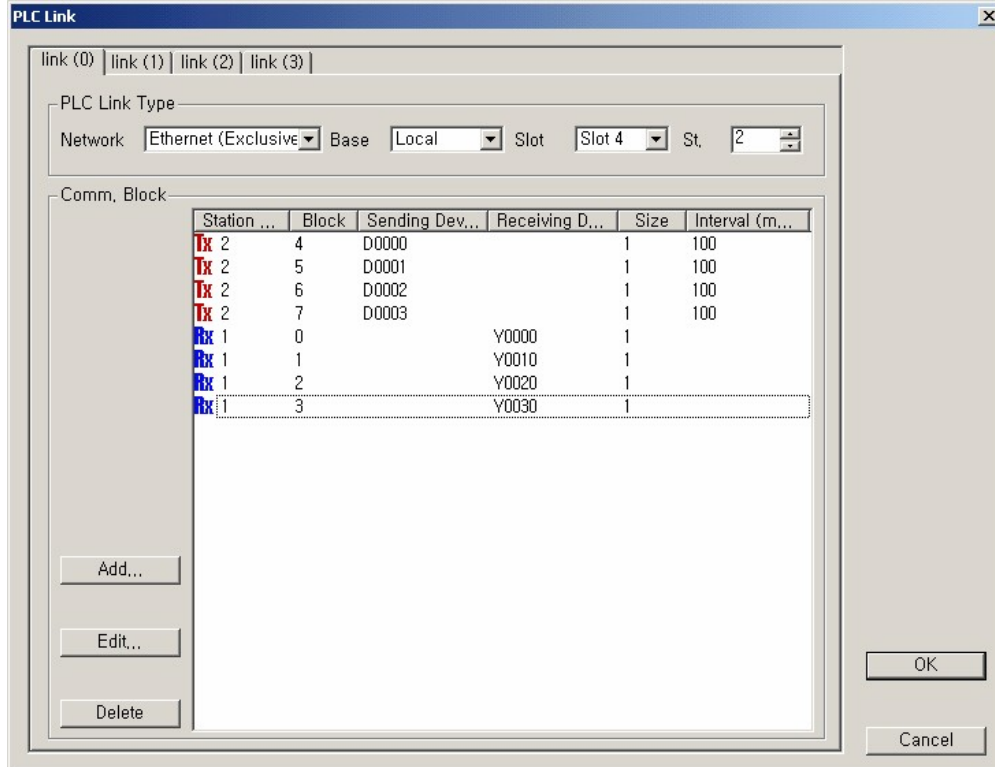 PLC Link
link (0) link (1) link (2) link (3)
PLC Link Type
Network Ethernet (Exclusive Base Local Slot Slot 4 St, 2
Comm, Block
Station ,,, Block Sending Dev,,, Receiving D,,, Size Interval (m,,,
Tx 2 4 D0000 1 100
Tx 2 5 D0001 1 100
Tx 2 6 D0002 1 100
Tx 2 7 D0003 1 100
Rx 1 0 Y0000 1
Rx 1 1 Y0010 1
Rx 1 2 Y0020 1
Rx 1 3 Y0030 1
Add,,,
Edit,,,
Delete
OK
Cancel